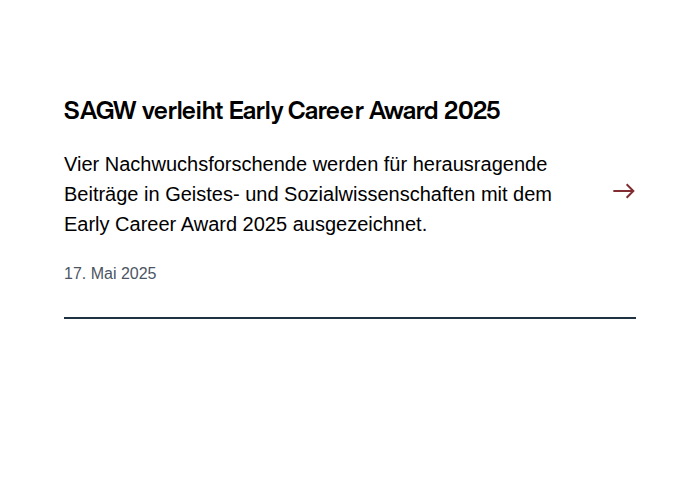 SAGW verleiht Early Career Award 2025
Vier Nachwuchsforschende werden für herausragende
Beiträge in Geistes- und Sozialwissenschaften mit dem
Early Career Award 2025 ausgezeichnet.
17. Mai 2025